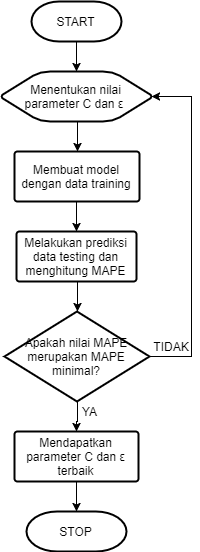 START
Menentukan nilai
parameter C dan ε
Membuat model
dengan data training
Melakukan prediksi
data testing dan
menghitung MAPE
Apakah nilai MAPE
merupakan MAPE
minimal?
TIDAK
YA
Mendapatkan
parameter C dan ε
terbaik
STOP